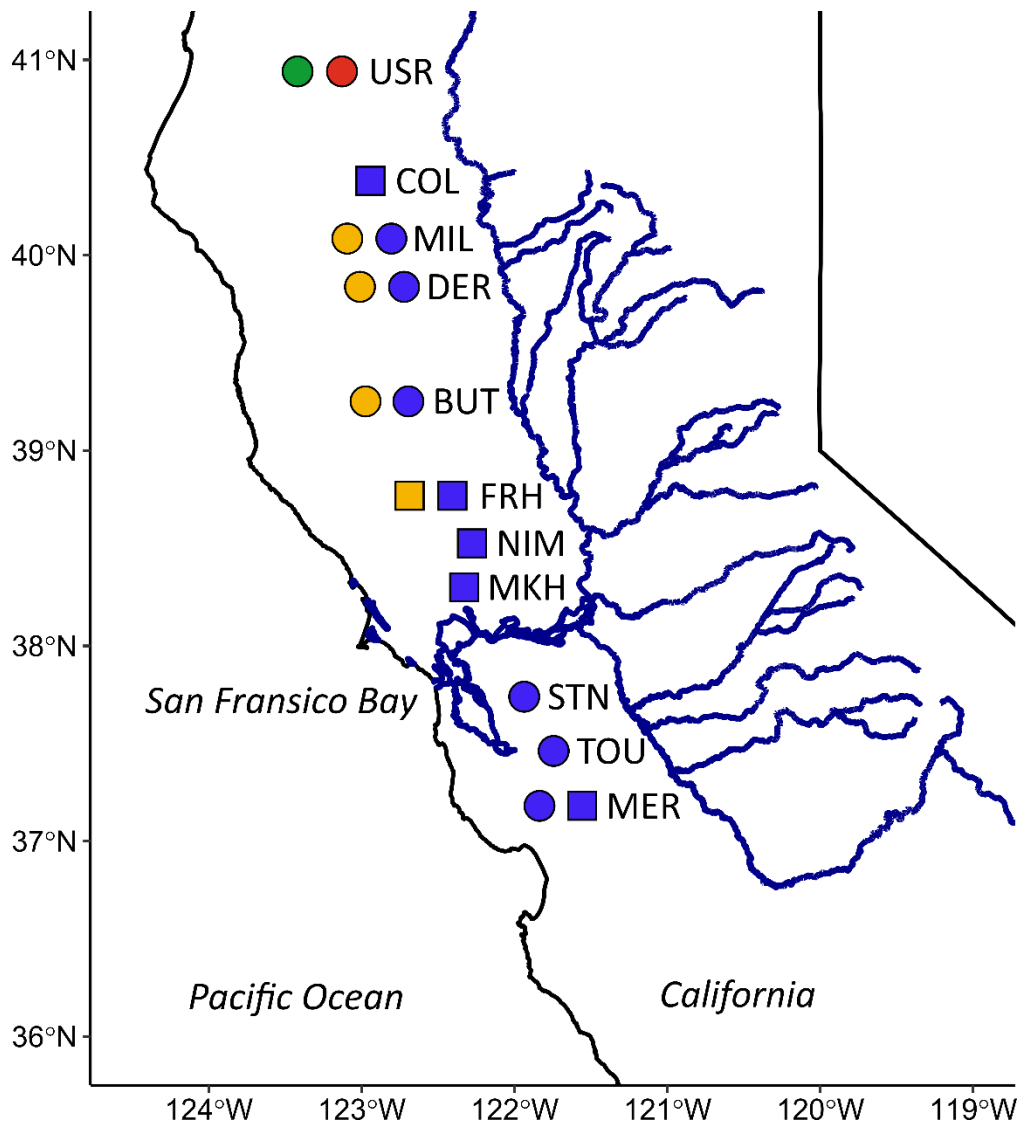 41°N
USR
COL
MIL
40°N
DER
BUT
39°N
FRH
NIM
MKH
38°N
San Fransico Bay
STN
TOU
MER
37°N
Pacific Ocean
California
36°N
124°W 123°W 122°W 121°W 120°W 119°W